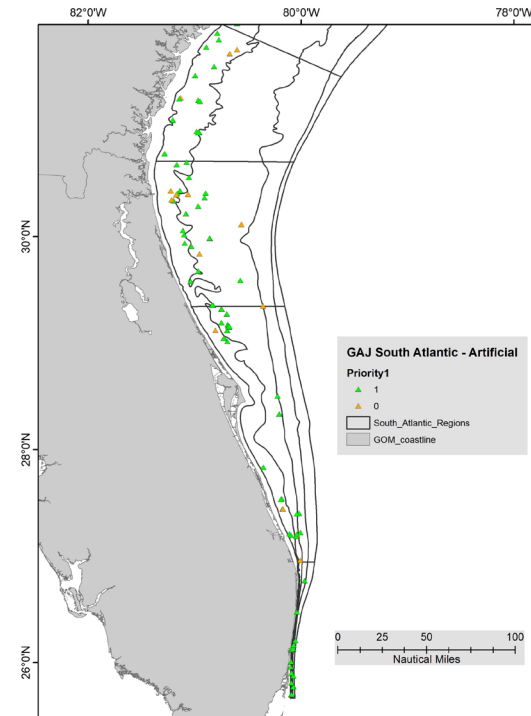 82°0'W
80°0'W
78°0'W
30°0'N
28°0'N
26°0'N
GAJ South Atlantic - Artificial
Priority1
1
0
South_Atlantic_Regions
GOM_coastline
0 25 50 100
Nautical Miles